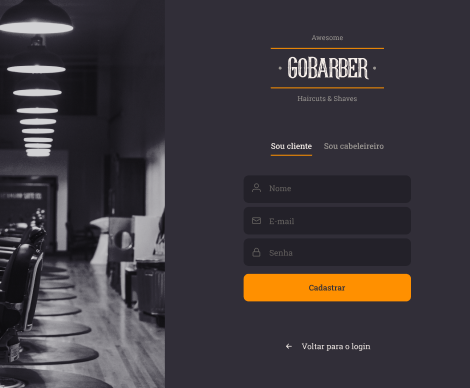 Awesome
GOBARBER
Haircuts & Shaves
Sou cliente Sou cabeleireiro
Nome
E-mail
Senha
Cadastrar
Voltar para o login